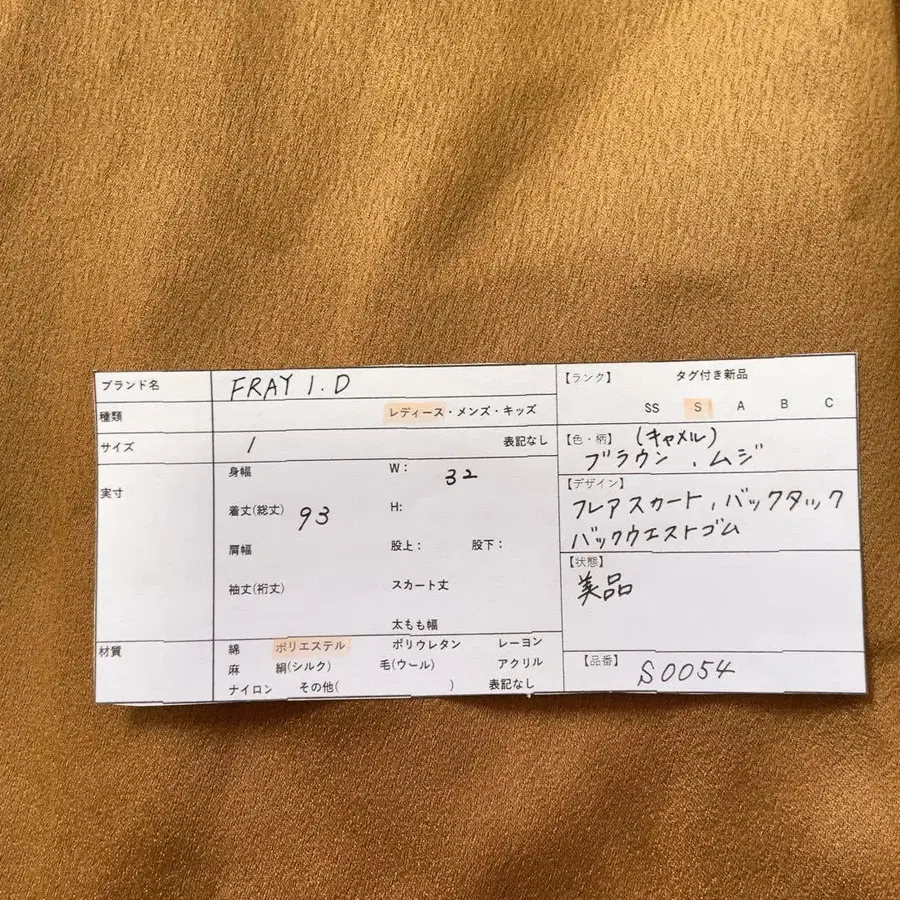 ブランド名 FRAY I.D
種類 レディース・メンズ・キッズ
サイズ 1 表記なし
実寸 身幅 W: 32
着丈(総丈) 93 H:
肩幅 股上: 股下:
袖丈(裄丈) スカート丈
太もも幅
材質 綿 ポリエステル ポリウレタン レーヨン
麻 絹(シルク) 毛(ウール) アクリル
ナイロン その他( ) 表記なし
【ランク】 タグ付き新品
SS S A B C
【色・柄】 (キャメル)
ブラウン、ムジ
【デザイン】
フレアスカート、バックタック
バックウエストゴム
【状態】
美品
【品番】 S0054